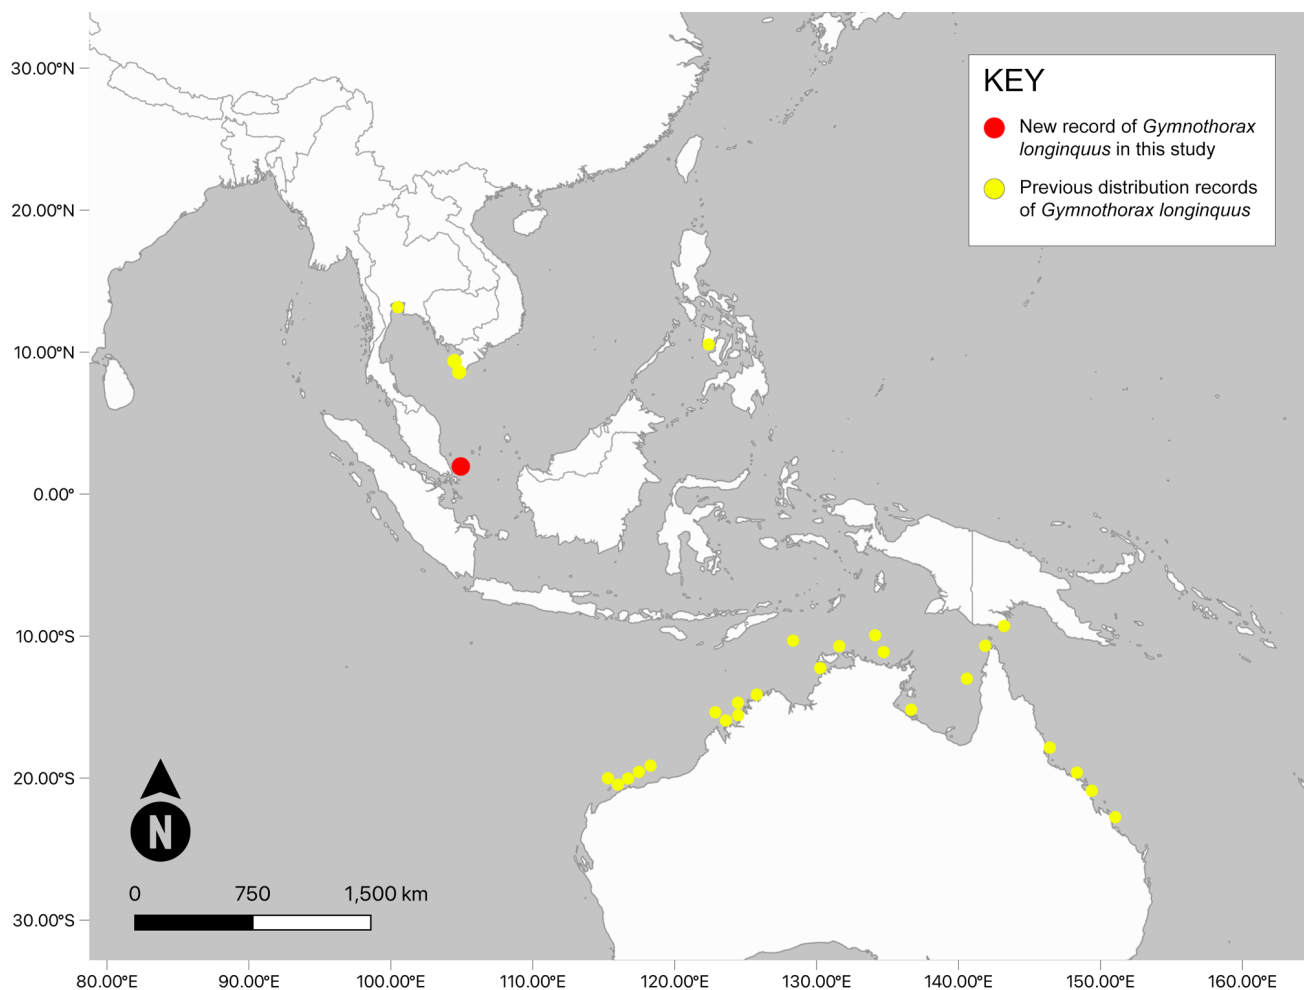 KEY
New record of Gymnothorax
longinquus in this study
Previous distribution records
of Gymnothorax longinquus
30.00°N
20.00°N
10.00°N
0.00°
10.00°S
20.00°S
30.00°S
N
0 750 1,500 km
80.00°E 90.00°E 100.00°E 110.00°E 120.00°E 130.00°E 140.00°E 150.00°E 160.00°E